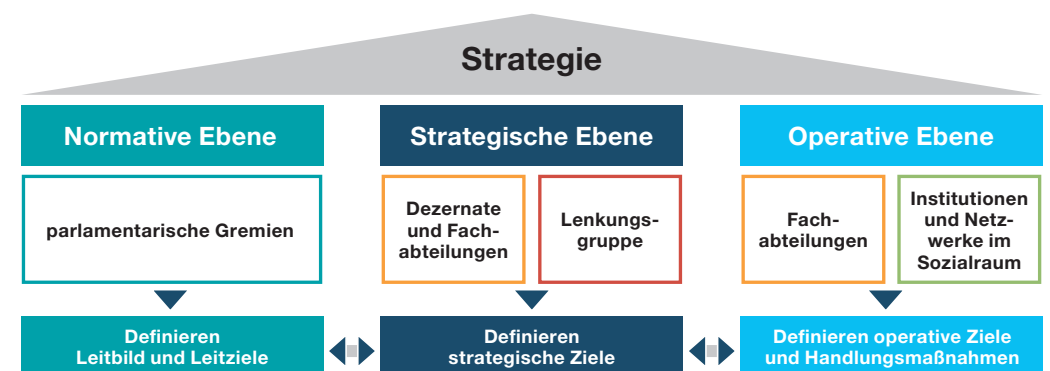 Strategie
Normative Ebene
Strategische Ebene
Operative Ebene
parlamentarische Gremien
Dezernate
und Fach-
abteilungen
Lenkungs-
gruppe
Fach-
abteilungen
Institutionen
und Netz-
werke im
Sozialraum
Definieren
Leitbild und Leitziele
Definieren
strategische Ziele
Definieren operative Ziele
und Handlungsmaßnahmen